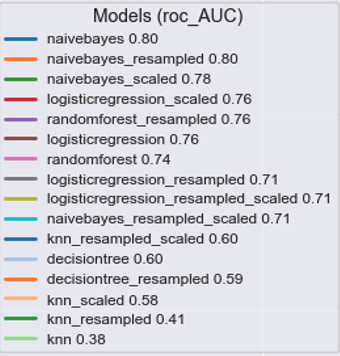 Models (roc_AUC)
naivebayes 0.80
naivebayes_resampled 0.80
naivebayes_scaled 0.78
logisticregression_scaled 0.76
randomforest_resampled 0.76
logisticregression 0.76
randomforest 0.74
logisticregression_resampled 0.71
logisticregression_resampled_scaled 0.71
naivebayes_resampled_scaled 0.71
knn_resampled_scaled 0.60
decisiontree 0.60
decisiontree_resampled 0.59
knn_scaled 0.58
knn_resampled 0.41
knn 0.38